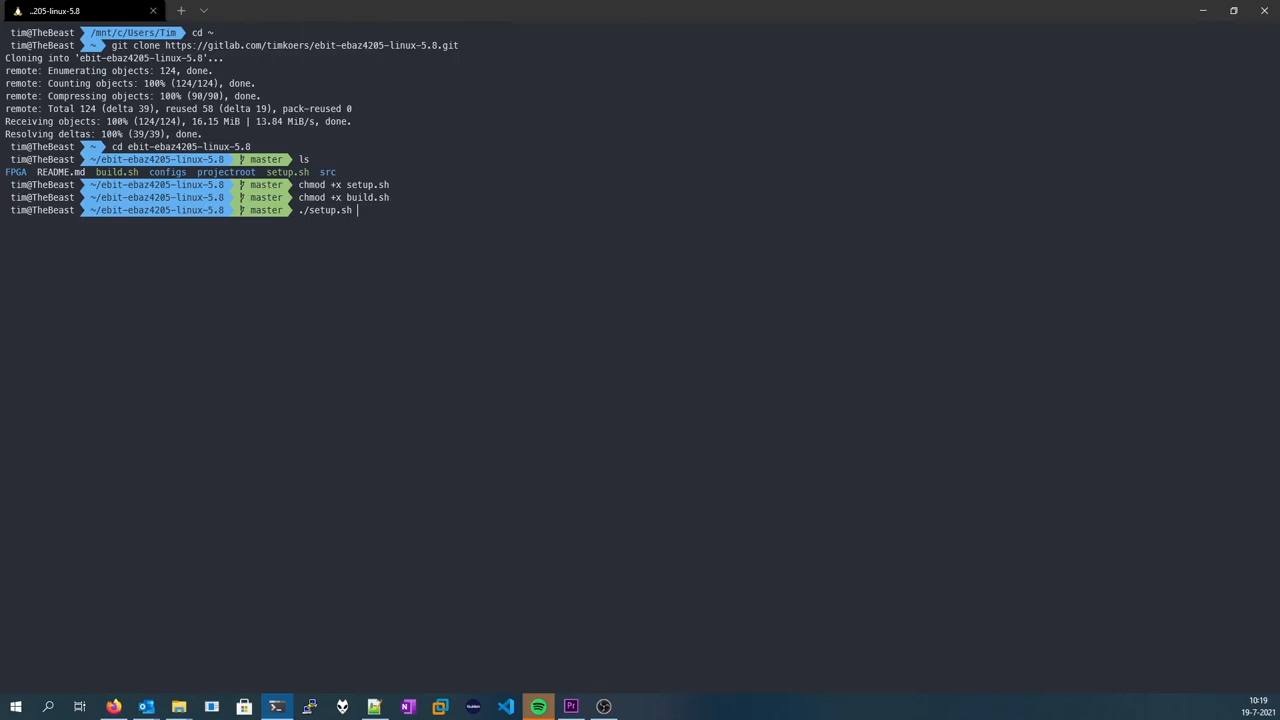 ..205-linux-5.8
tim@TheBeast /mnt/c/Users/Tim cd ~
tim@TheBeast ~ git clone https://gitlab.com/timkoers/ebit-ebaz4205-linux-5.8.git
Cloning into 'ebit-ebaz4205-linux-5.8'...
remote: Enumerating objects: 124, done.
remote: Counting objects: 100% (124/124), done.
remote: Compressing objects: 100% (90/90), done.
remote: Total 124 (delta 39), reused 58 (delta 19), pack-reused 0
Receiving objects: 100% (124/124), 16.15 MiB | 13.84 MiB/s, done.
Resolving deltas: 100% (39/39), done.
tim@TheBeast ~ cd ebit-ebaz4205-linux-5.8
tim@TheBeast ~/ebit-ebaz4205-linux-5.8 master ls
FPGA README.md build.sh configs projectroot setup.sh src
tim@TheBeast ~/ebit-ebaz4205-linux-5.8 master chmod +x setup.sh
tim@TheBeast ~/ebit-ebaz4205-linux-5.8 master chmod +x build.sh
tim@TheBeast ~/ebit-ebaz4205-linux-5.8 master ./setup.sh
10:19
19-7-2021